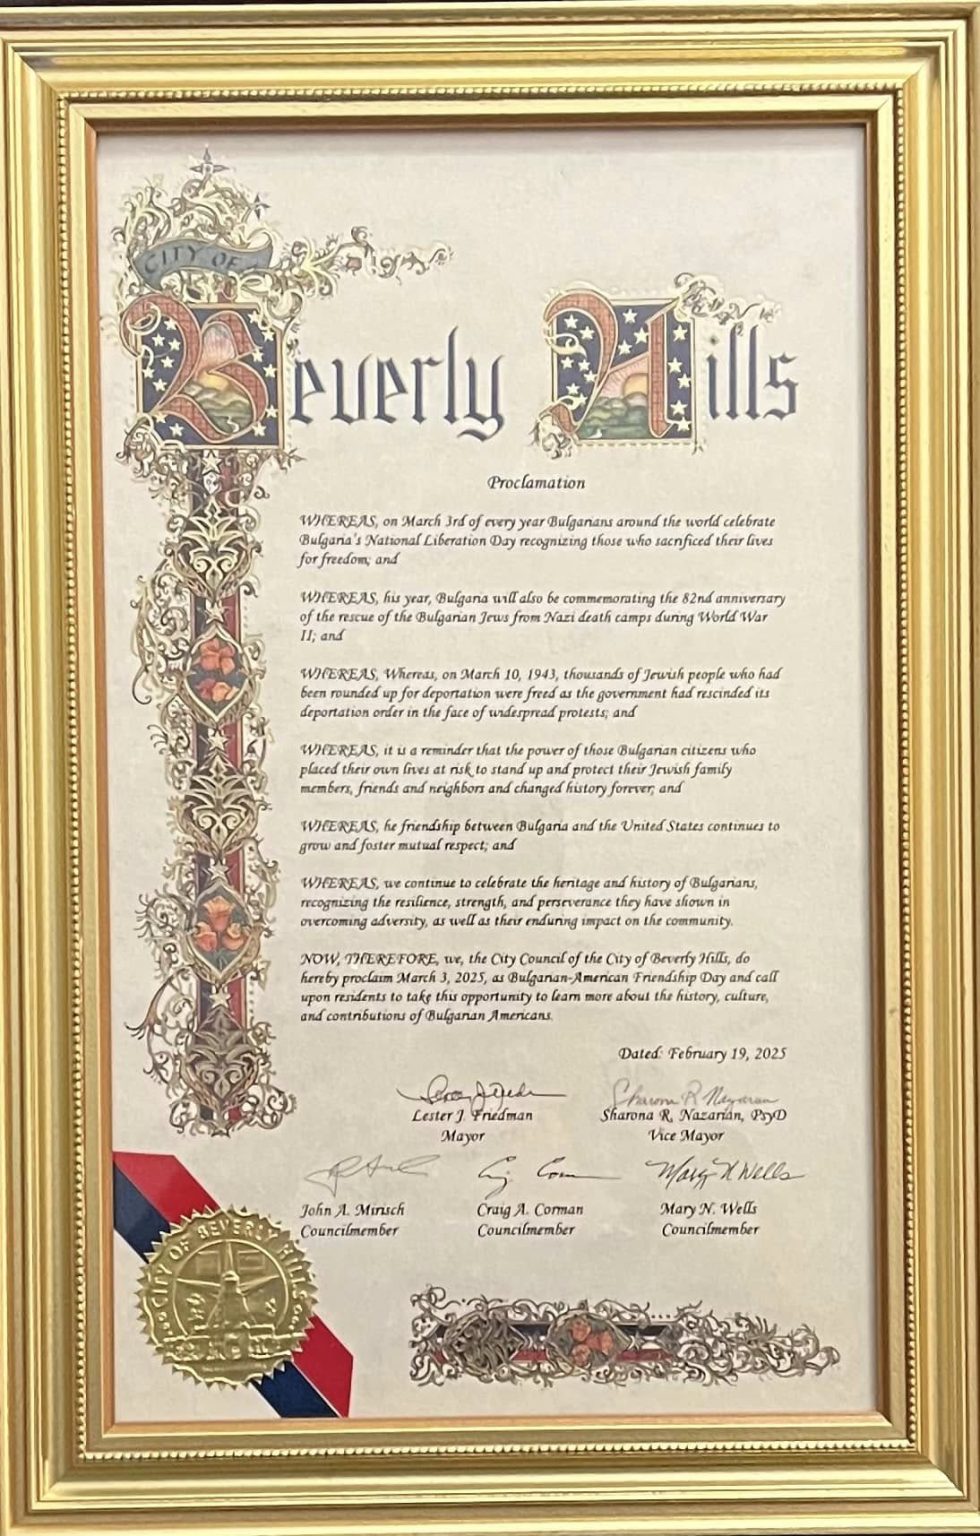 CITY OF
Beverly Hills
Proclamation
WHEREAS, on March 3rd of every year Bulgarians around the world celebrate
Bulgaria's National Liberation Day recognizing those who sacrificed their lives
for freedom; and
WHEREAS, his year, Bulgaria will also be commemorating the 82nd anniversary
of the rescue of the Bulgarian Jews from Nazi death camps during World War
II; and
WHEREAS, Whereas, on March 10, 1943, thousands of Jewish people who had
been rounded up for deportation were freed as the government had rescinded its
deportation order in the face of widespread protests; and
WHEREAS, it is a reminder that the power of those Bulgarian citizens who
placed their own lives at risk to stand up and protect their Jewish family
members, friends and neighbors and changed history forever; and
WHEREAS, he friendship between Bulgaria and the United States continues to
grow and foster mutual respect; and
WHEREAS, we continue to celebrate the heritage and history of Bulgarians,
recognizing the resilience, strength, and perseverance they have shown in
overcoming adversity, as well as their enduring impact on the community.
NOW, THEREFORE, we, the City Council of the City of Beverly Hills, do
hereby proclaim March 3, 2025, as Bulgarian-American Friendship Day and call
upon residents to take this opportunity to learn more about the history, culture,
and contributions of Bulgarian Americans.
Dated: February 19, 2025
Sharona R Nazarian
Lester J. Friedman Sharona R. Nazarian, PsyD
Mayor Vice Mayor
Mary N Wells
John A. Mirisch Craig A. Corman Mary N. Wells
Councilmember Councilmember Councilmember
CITY OF BEVERLY HILLS